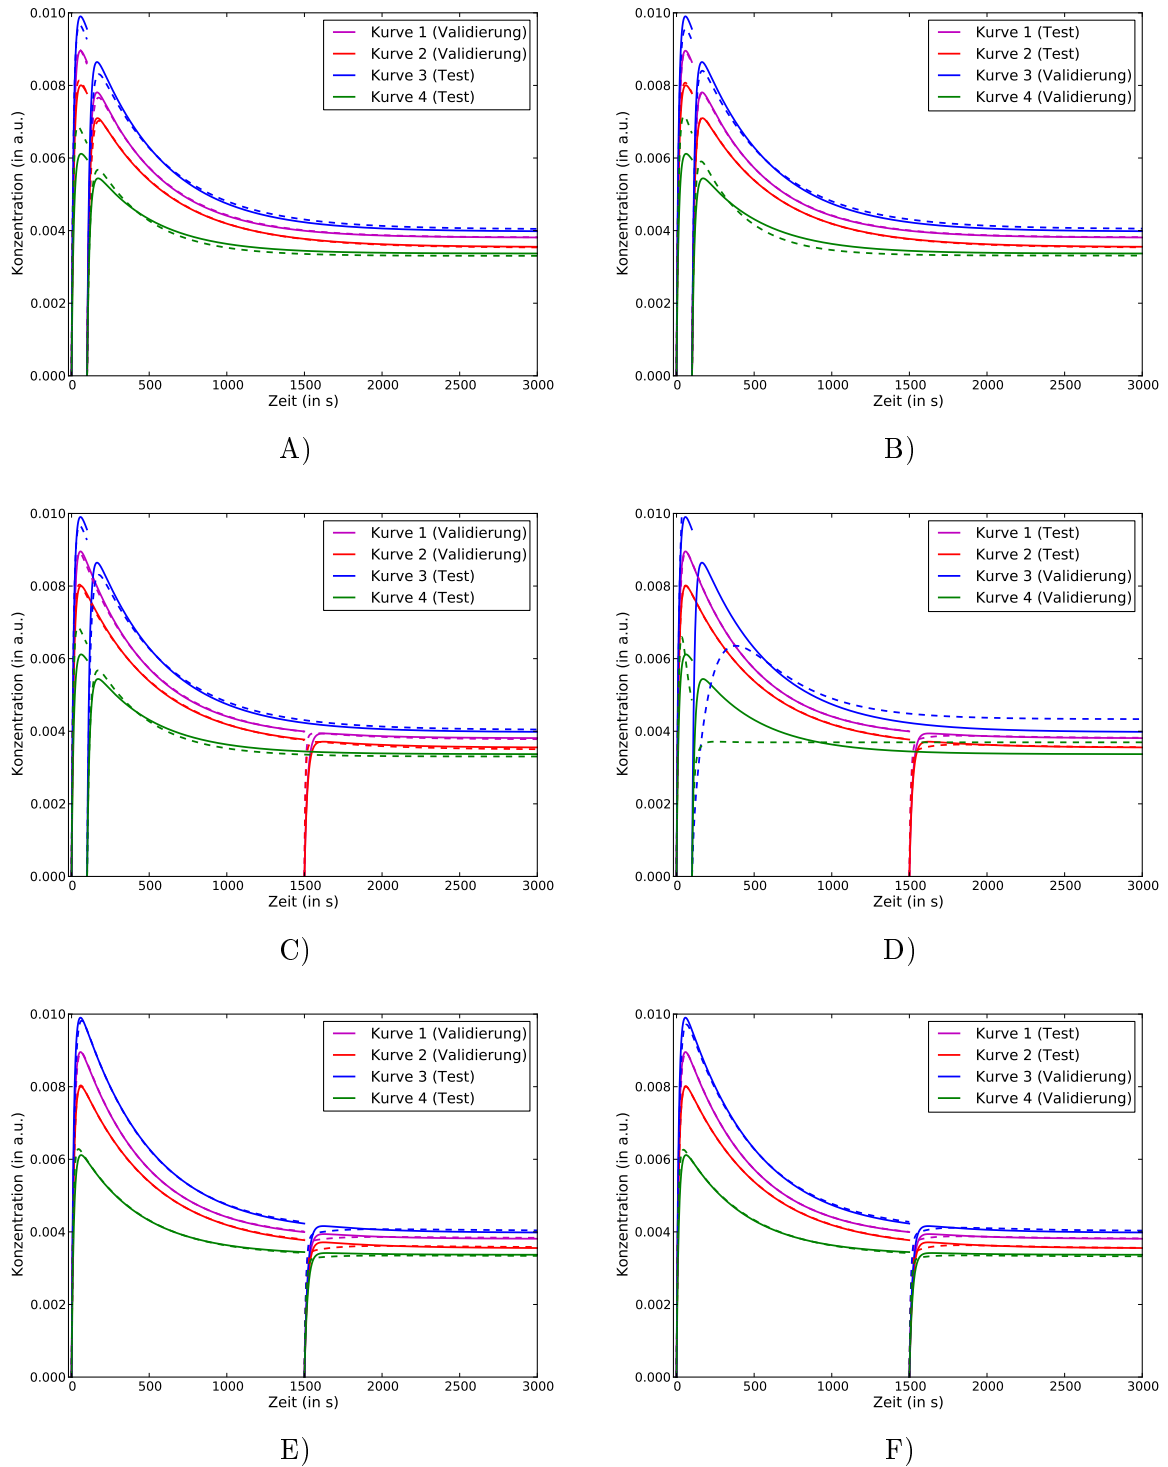 0.010
0.008
0.006
0.004
0.002
0.000
Konzentration (in a.u.)
Kurve 1 (Validierung)
Kurve 2 (Validierung)
Kurve 3 (Test)
Kurve 4 (Test)
0 500 1000 1500 2000 2500 3000
Zeit (in s)
A)
0.010
0.008
0.006
0.004
0.002
0.000
Konzentration (in a.u.)
Kurve 1 (Test)
Kurve 2 (Test)
Kurve 3 (Validierung)
Kurve 4 (Validierung)
0 500 1000 1500 2000 2500 3000
Zeit (in s)
B)
0.010
0.008
0.006
0.004
0.002
0.000
Konzentration (in a.u.)
Kurve 1 (Validierung)
Kurve 2 (Validierung)
Kurve 3 (Test)
Kurve 4 (Test)
0 500 1000 1500 2000 2500 3000
Zeit (in s)
C)
0.010
0.008
0.006
0.004
0.002
0.000
Konzentration (in a.u.)
Kurve 1 (Test)
Kurve 2 (Test)
Kurve 3 (Validierung)
Kurve 4 (Validierung)
0 500 1000 1500 2000 2500 3000
Zeit (in s)
D)
0.010
0.008
0.006
0.004
0.002
0.000
Konzentration (in a.u.)
Kurve 1 (Validierung)
Kurve 2 (Validierung)
Kurve 3 (Test)
Kurve 4 (Test)
0 500 1000 1500 2000 2500 3000
Zeit (in s)
E)
0.010
0.008
0.006
0.004
0.002
0.000
Konzentration (in a.u.)
Kurve 1 (Test)
Kurve 2 (Test)
Kurve 3 (Validierung)
Kurve 4 (Validierung)
0 500 1000 1500 2000 2500 3000
Zeit (in s)
F)